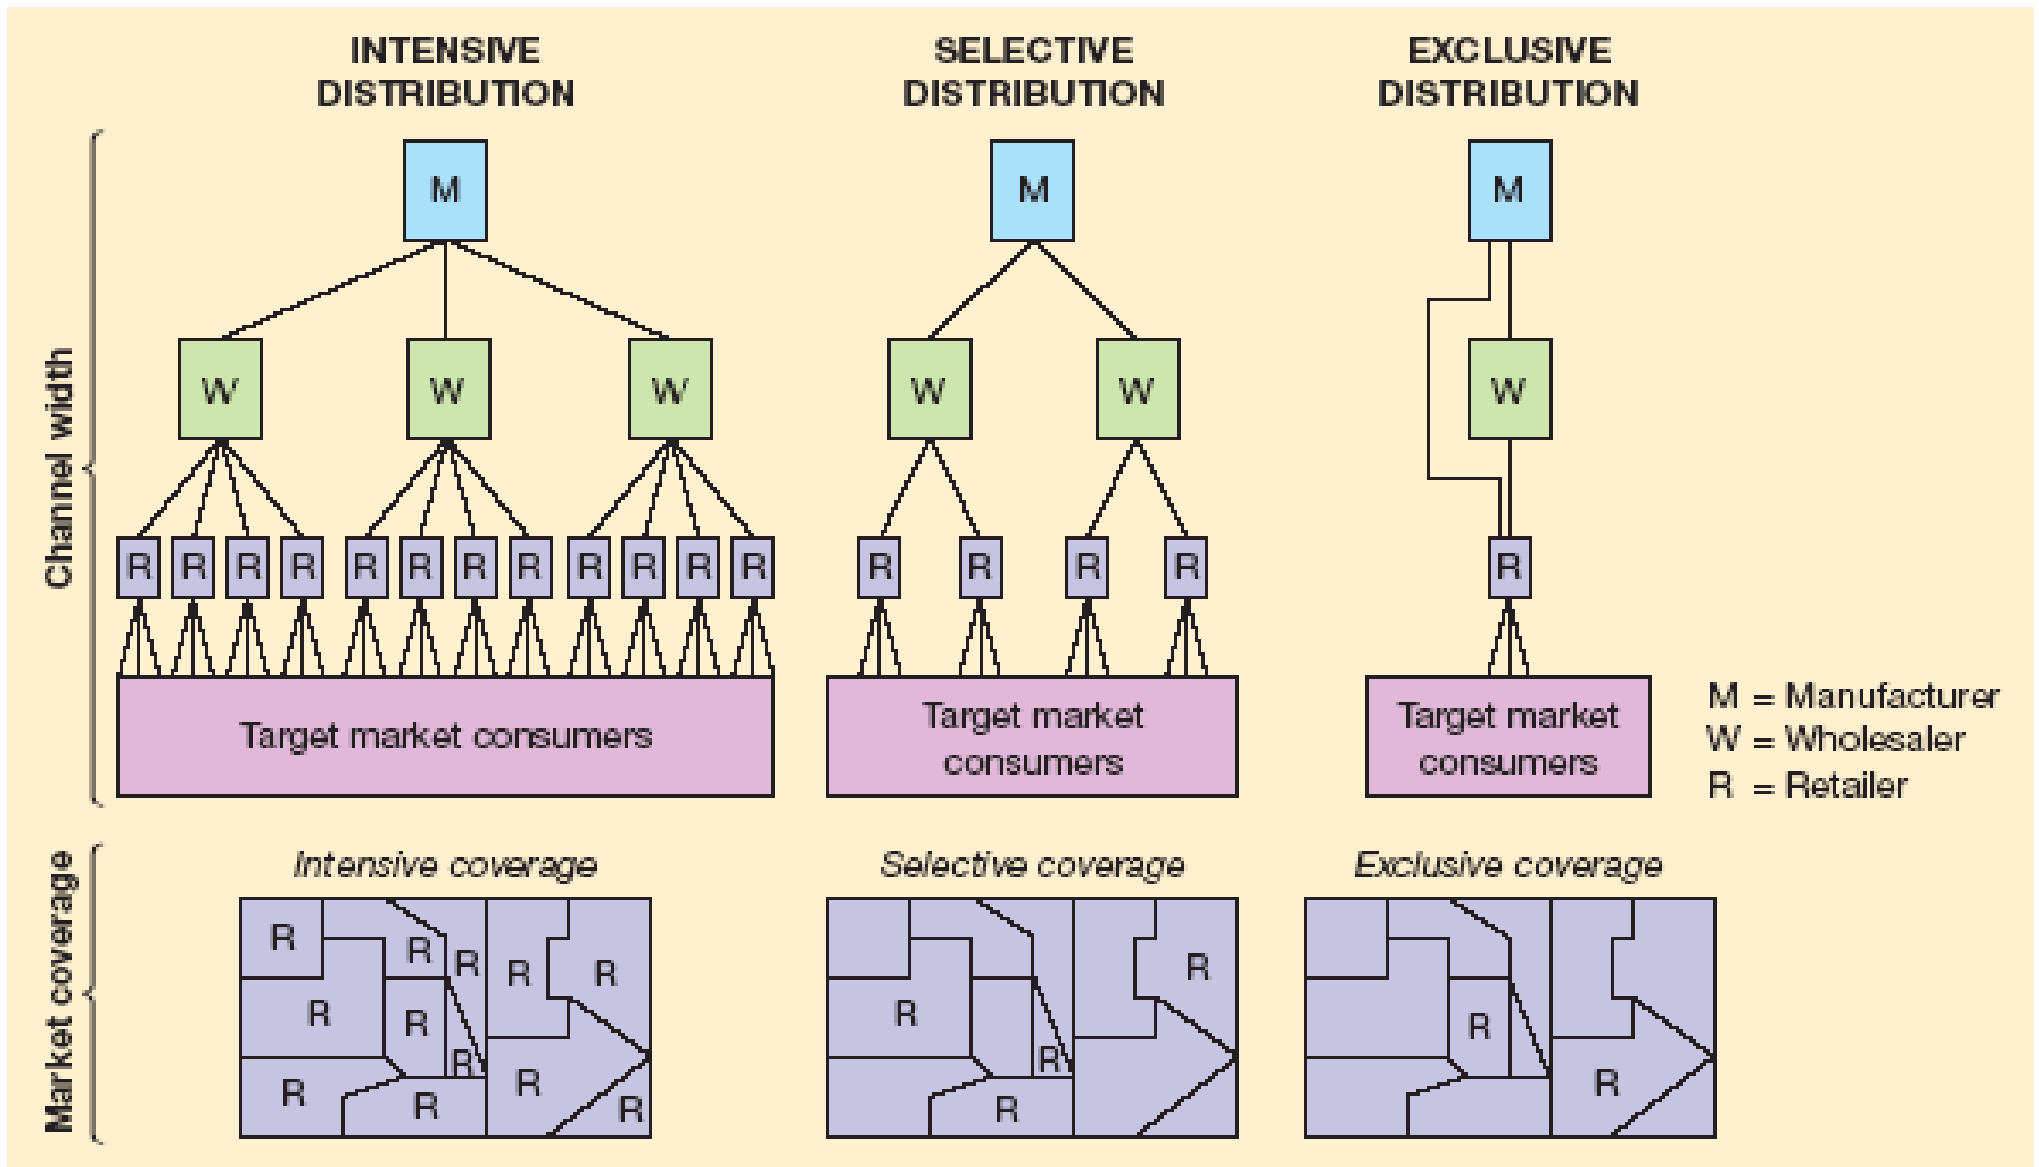 INTENSIVE
DISTRIBUTION
SELECTIVE
DISTRIBUTION
EXCLUSIVE
DISTRIBUTION
Channel width
M
M
M
W W W
W W
W
R R R R R R R R R R R R
R R R R
R
Target market consumers
Target market
consumers
Target market
consumers
M = Manufacturer
W = Wholesaler
R = Retailer
Market coverage
Intensive coverage
R
R
R
R
R
R
R
R
R
R
R
R
Selective coverage
R
R
R
R
Exclusive coverage
R
R